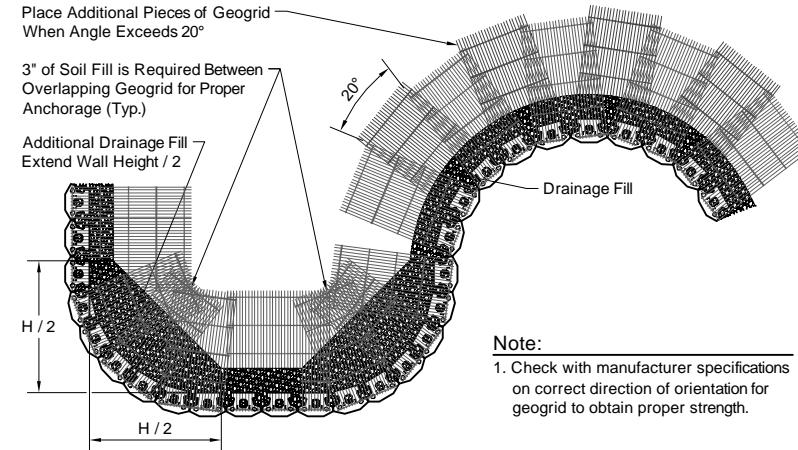 Place Additional Pieces of Geogrid
When Angle Exceeds 20°
3" of Soil Fill is Required Between
Overlapping Geogrid for Proper
Anchorage (Typ.)
Additional Drainage Fill
Extend Wall Height / 2
20°
Drainage Fill
H / 2
H / 2
Note:
1. Check with manufacturer specifications
on correct direction of orientation for
geogrid to obtain proper strength.